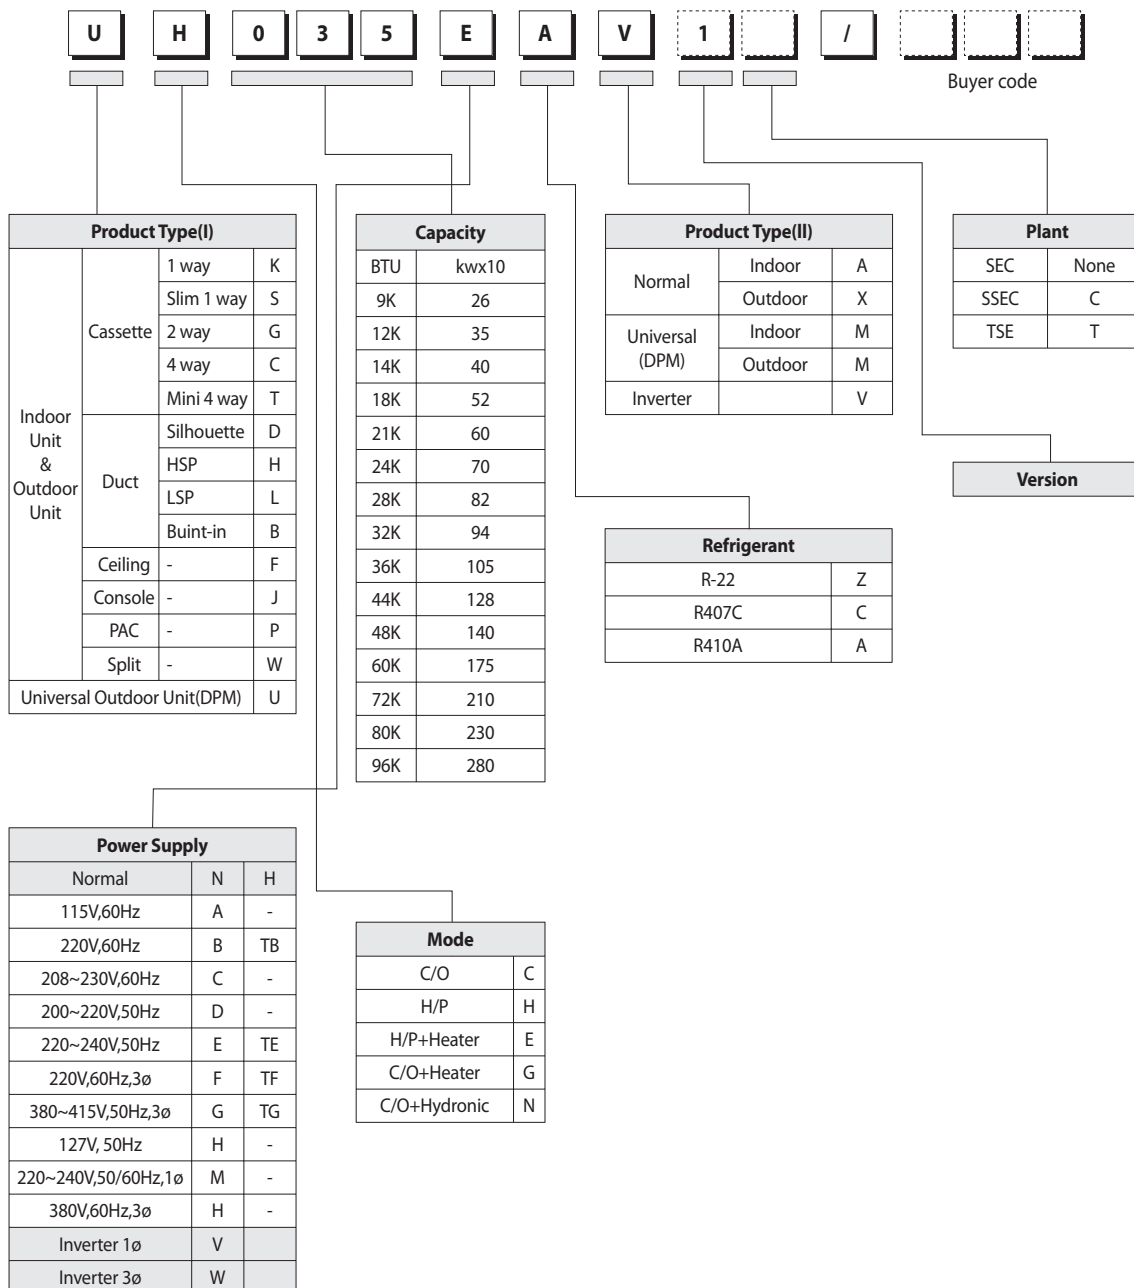 U H 0 3 5 E A V 1 /
Buyer code
Product Type(I)
Indoor Unit & Outdoor Unit
Cassette
1 way K
Slim 1 way S
2 way G
4 way C
Mini 4 way T
Duct
Silhouette D
HSP H
LSP L
Buint-in B
Ceiling - F
Console - J
PAC - P
Split - W
Universal Outdoor Unit(DPM) U
Capacity
BTU kwx10
9K 26
12K 35
14K 40
18K 52
21K 60
24K 70
28K 82
32K 94
36K 105
44K 128
48K 140
60K 175
72K 210
80K 230
96K 280
Product Type(II)
Normal
Indoor A
Outdoor X
Universal (DPM)
Indoor M
Outdoor M
Inverter V
Plant
SEC None
SSEC C
TSE T
Version
Refrigerant
R-22 Z
R407C C
R410A A
Power Supply
Normal N H
115V,60Hz A -
220V,60Hz B TB
208~230V,60Hz C -
200~220V,50Hz D -
220~240V,50Hz E TE
220V,60Hz,3ø F TF
380~415V,50Hz,3ø G TG
127V, 50Hz H -
220~240V,50/60Hz,1ø M -
380V,60Hz,3ø H -
Inverter 1ø V
Inverter 3ø W
Mode
C/O C
H/P H
H/P+Heater E
C/O+Heater G
C/O+Hydronic N